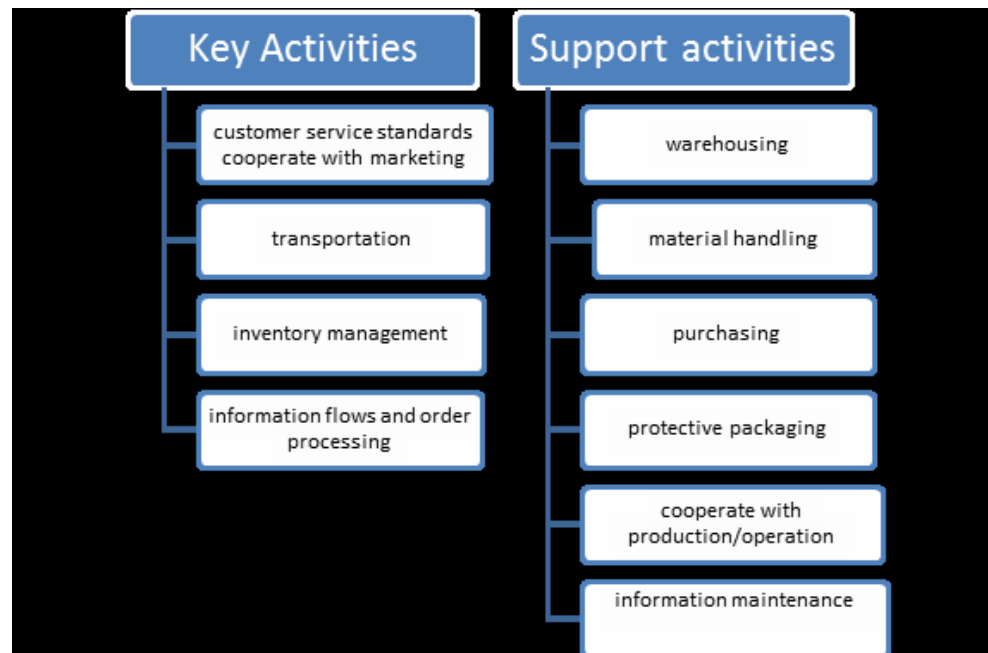 Key Activities
customer service standards
cooperate with marketing
transportation
inventory management
information flows and order
processing
Support activities
warehousing
material handling
purchasing
protective packaging
cooperate with
production/operation
information maintenance